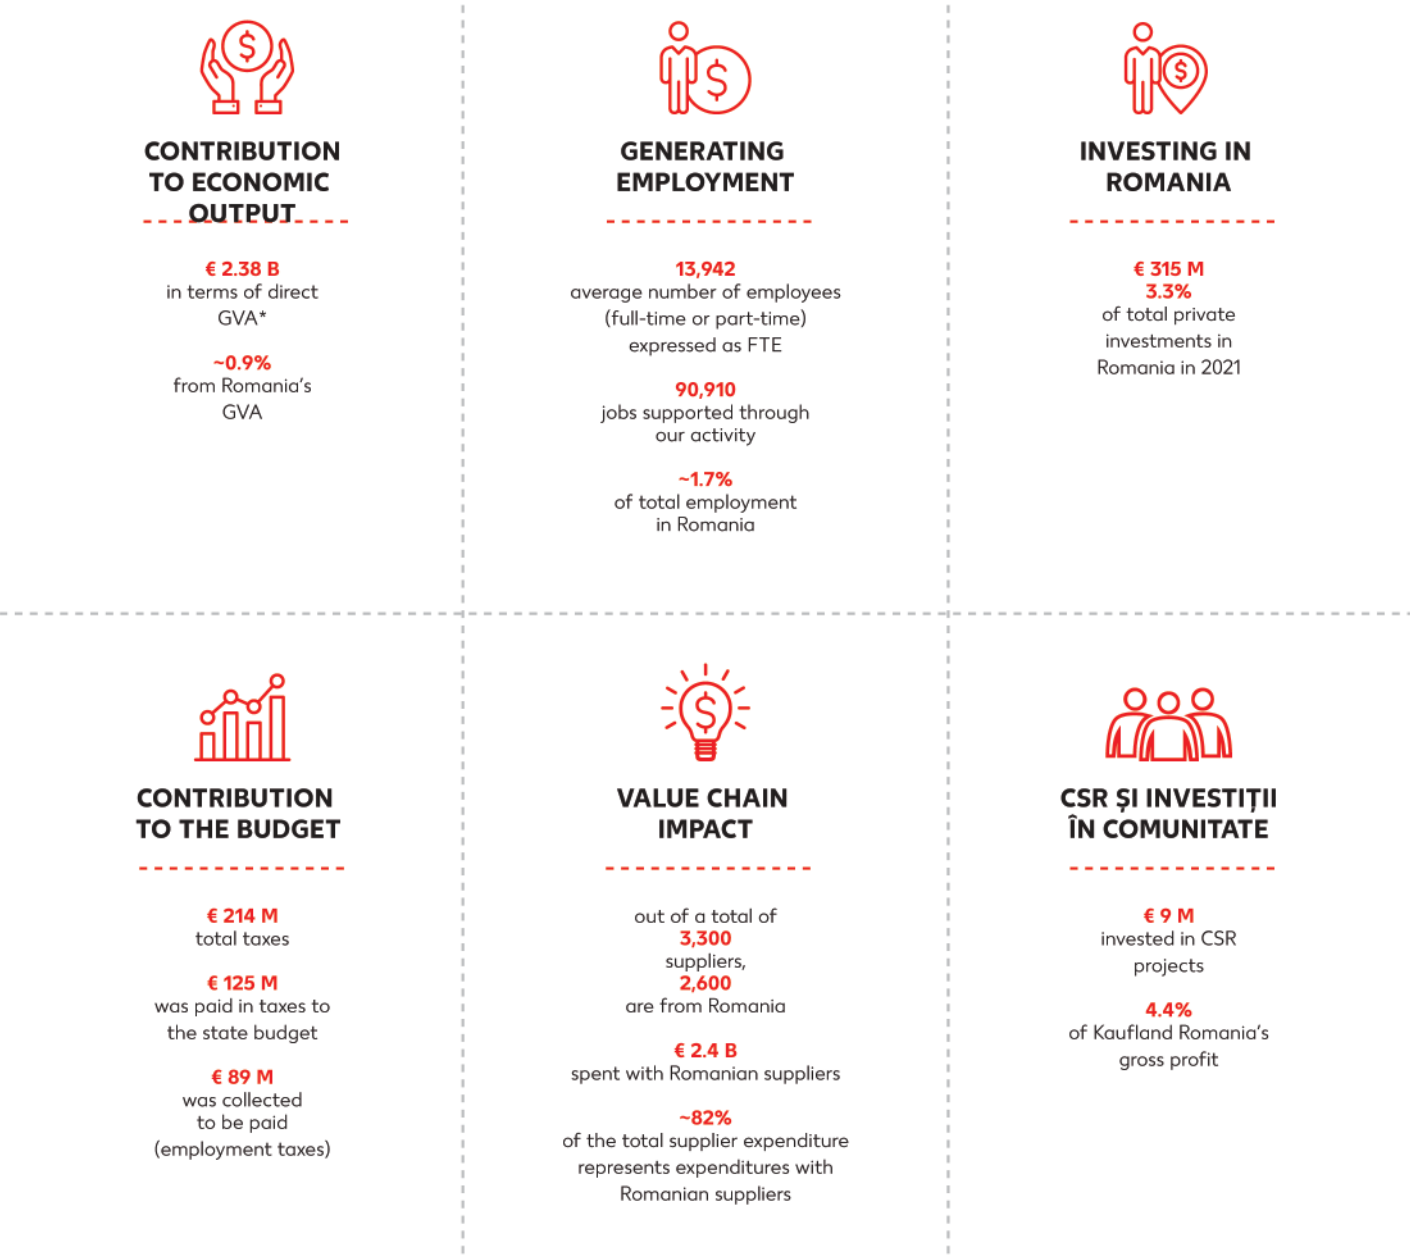 CONTRIBUTION
TO ECONOMIC
OUTPUT
€ 2.38 B
in terms of direct
GVA*
~0.9%
from Romania's
GVA
GENERATING
EMPLOYMENT
13,942
average number of employees
(full-time or part-time)
expressed as FTE
90,910
jobs supported through
our activity
~1.7%
of total employment
in Romania
INVESTING IN
ROMANIA
€ 315 M
3.3%
of total private
investments in
Romania in 2021
CONTRIBUTION
TO THE BUDGET
€ 214 M
total taxes
€ 125 M
was paid in taxes to
the state budget
€ 89 M
was collected
to be paid
(employment taxes)
VALUE CHAIN
IMPACT
out of a total of
3,300
suppliers,
2,600
are from Romania
€ 2.4 B
spent with Romanian suppliers
~82%
of the total supplier expenditure
represents expenditures with
Romanian suppliers
CSR ȘI INVESTIȚII
ÎN COMUNITATE
€ 9 M
invested in CSR
projects
4.4%
of Kaufland Romania's
gross profit